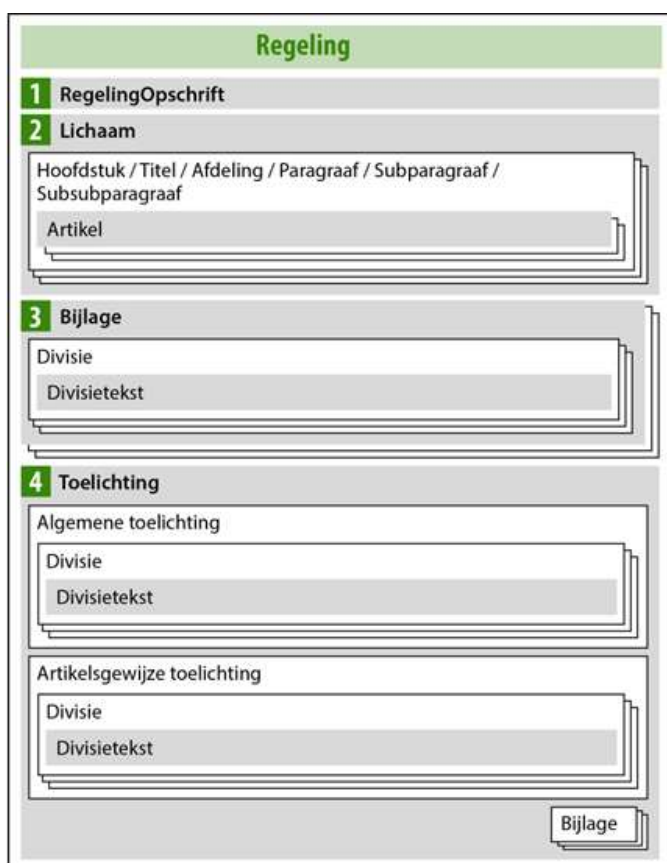 Regeling
1 RegelingOpschrift
2 Lichaam
Hoofdstuk / Titel / Afdeling / Paragraaf / Subparagraaf /
Subsubparagraaf
Artikel
3 Bijlage
Divisie
Divisietekst
4 Toelichting
Algemene toelichting
Divisie
Divisietekst
Artikelsgewijze toelichting
Divisie
Divisietekst
Bijlage